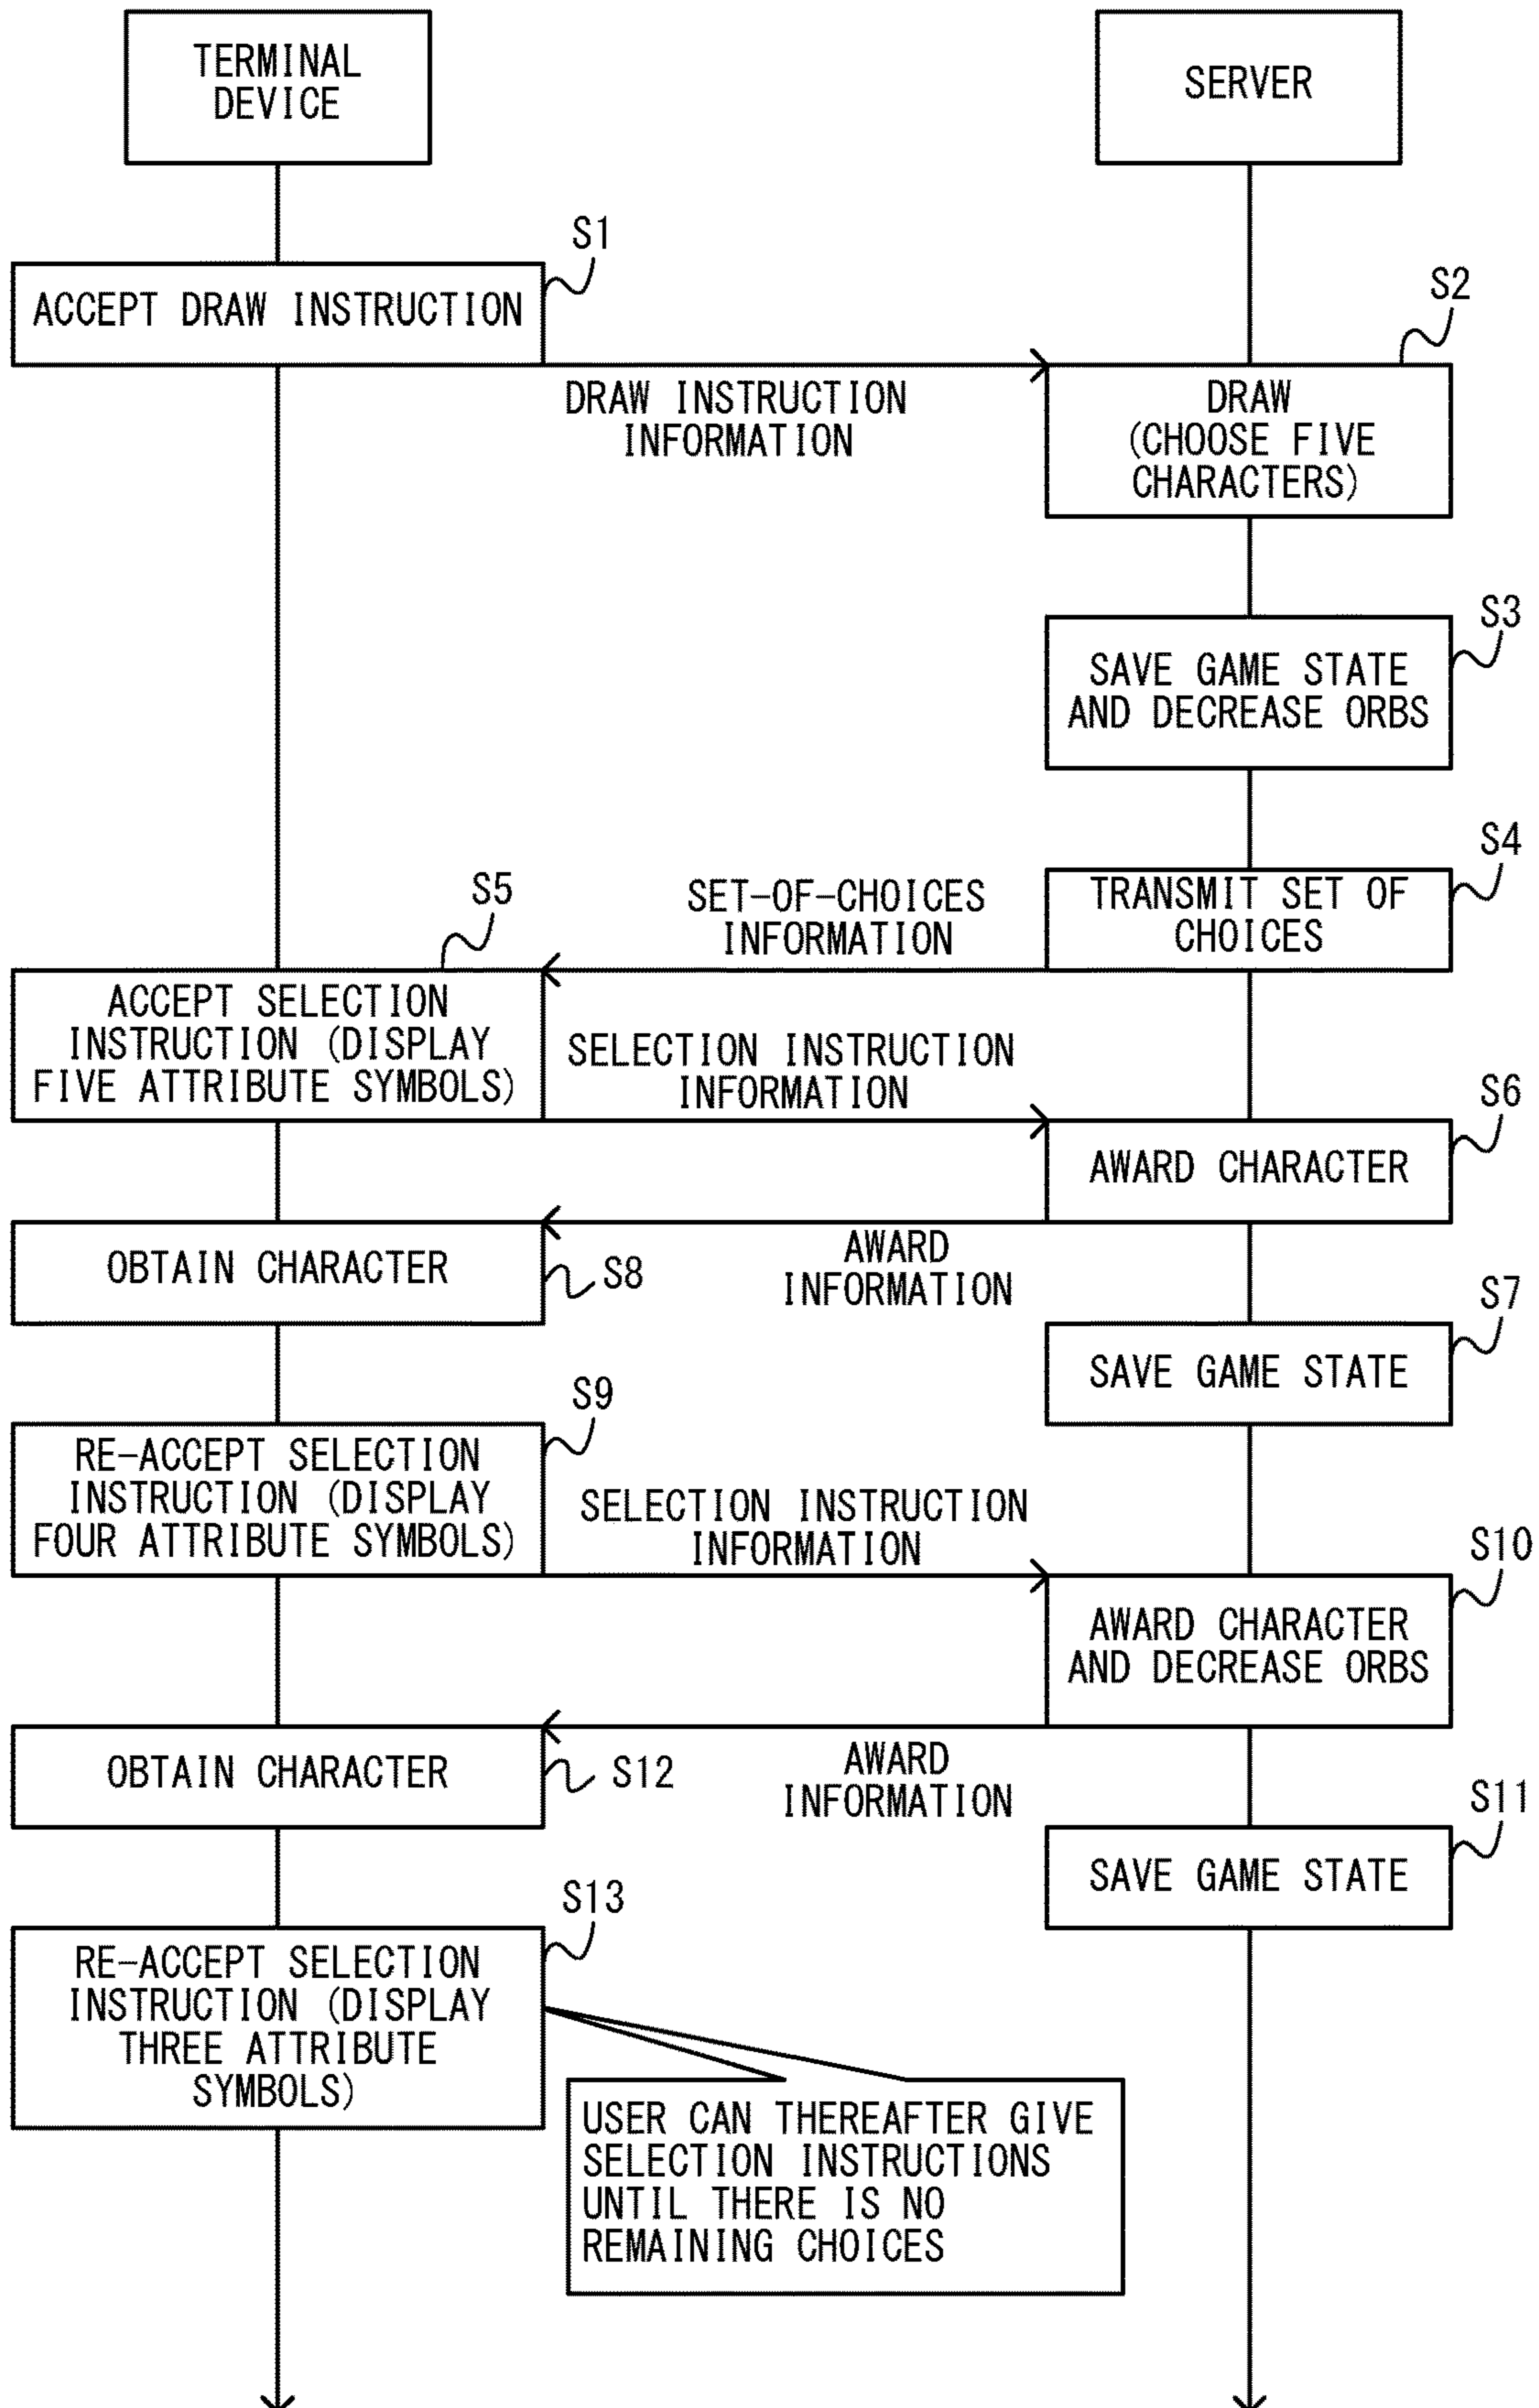 TERMINAL
DEVICE
SERVER
S1
ACCEPT DRAW INSTRUCTION
S2
DRAW INSTRUCTION
INFORMATION
DRAW
(CHOOSE FIVE
CHARACTERS)
S3
SAVE GAME STATE
AND DECREASE ORBS
S4
TRANSMIT SET OF
CHOICES
SET-OF-CHOICES
INFORMATION
S5
ACCEPT SELECTION
INSTRUCTION (DISPLAY
FIVE ATTRIBUTE SYMBOLS)
SELECTION INSTRUCTION
INFORMATION
S6
AWARD CHARACTER
AWARD
INFORMATION
OBTAIN CHARACTER
S8
S7
SAVE GAME STATE
S9
RE-ACCEPT SELECTION
INSTRUCTION (DISPLAY
FOUR ATTRIBUTE SYMBOLS)
SELECTION INSTRUCTION
INFORMATION
S10
AWARD CHARACTER
AND DECREASE ORBS
AWARD
INFORMATION
OBTAIN CHARACTER
S12
S11
SAVE GAME STATE
S13
RE-ACCEPT SELECTION
INSTRUCTION (DISPLAY
THREE ATTRIBUTE
SYMBOLS)
USER CAN THEREAFTER GIVE
SELECTION INSTRUCTIONS
UNTIL THERE IS NO
REMAINING CHOICES